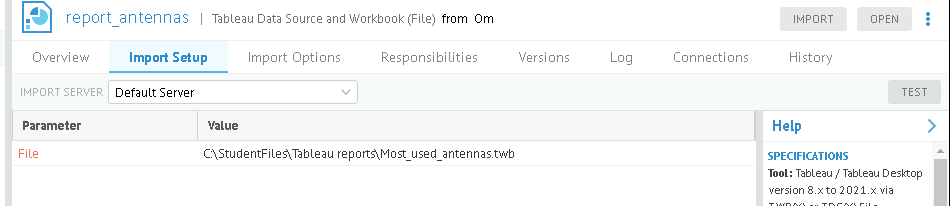 report_antennas | Tableau Data Source and Workbook (File) from Om IMPORT OPEN
Overview Import Setup Import Options Responsibilities Versions Log Connections History
IMPORT SERVER Default Server TEST
Parameter Value Help
File C:\StudentFiles\Tableau reports\Most_used_antennas.twb
SPECIFICATIONS
Tool: Tableau / Tableau Desktop
version 8.x to 2021.x via